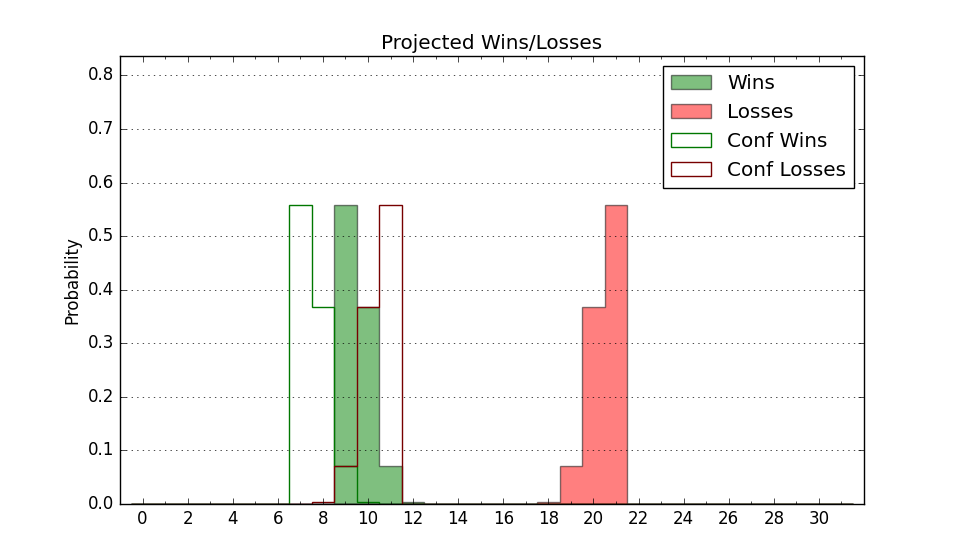 Projected Wins/Losses
Wins
Losses
Conf Wins
Conf Losses
Probability
0.8
0.7
0.6
0.5
0.4
0.3
0.2
0.1
0.0
0 2 4 6 8 10 12 14 16 18 20 22 24 26 28 30